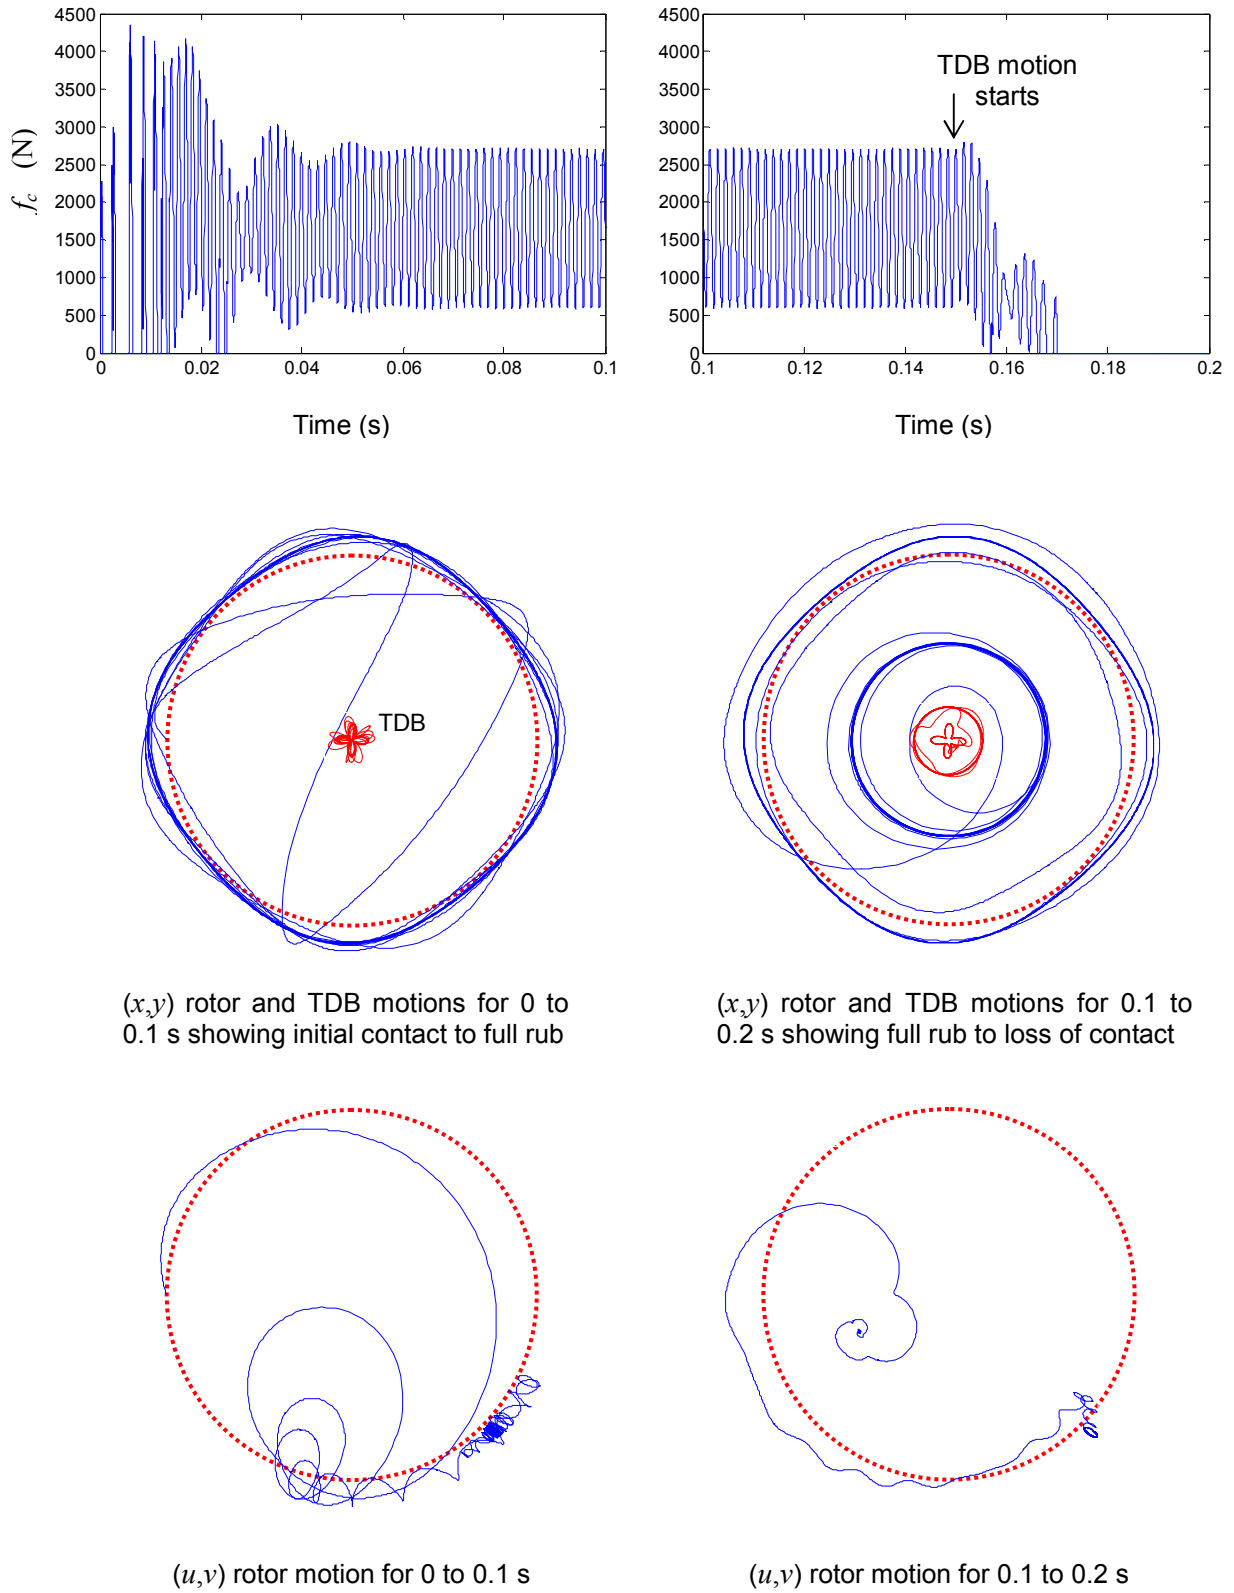 4500
4000
3500
3000
2500
2000
1500
1000
500
0
f_c (N)
0 0.02 0.04 0.06 0.08 0.1
Time (s)
4500
4000
3500
3000
2500
2000
1500
1000
500
0
TDB motion
starts
0.1 0.12 0.14 0.16 0.18 0.2
Time (s)
TDB
(x,y) rotor and TDB motions for 0 to
0.1 s showing initial contact to full rub
(x,y) rotor and TDB motions for 0.1 to
0.2 s showing full rub to loss of contact
(u,v) rotor motion for 0 to 0.1 s
(u,v) rotor motion for 0.1 to 0.2 s